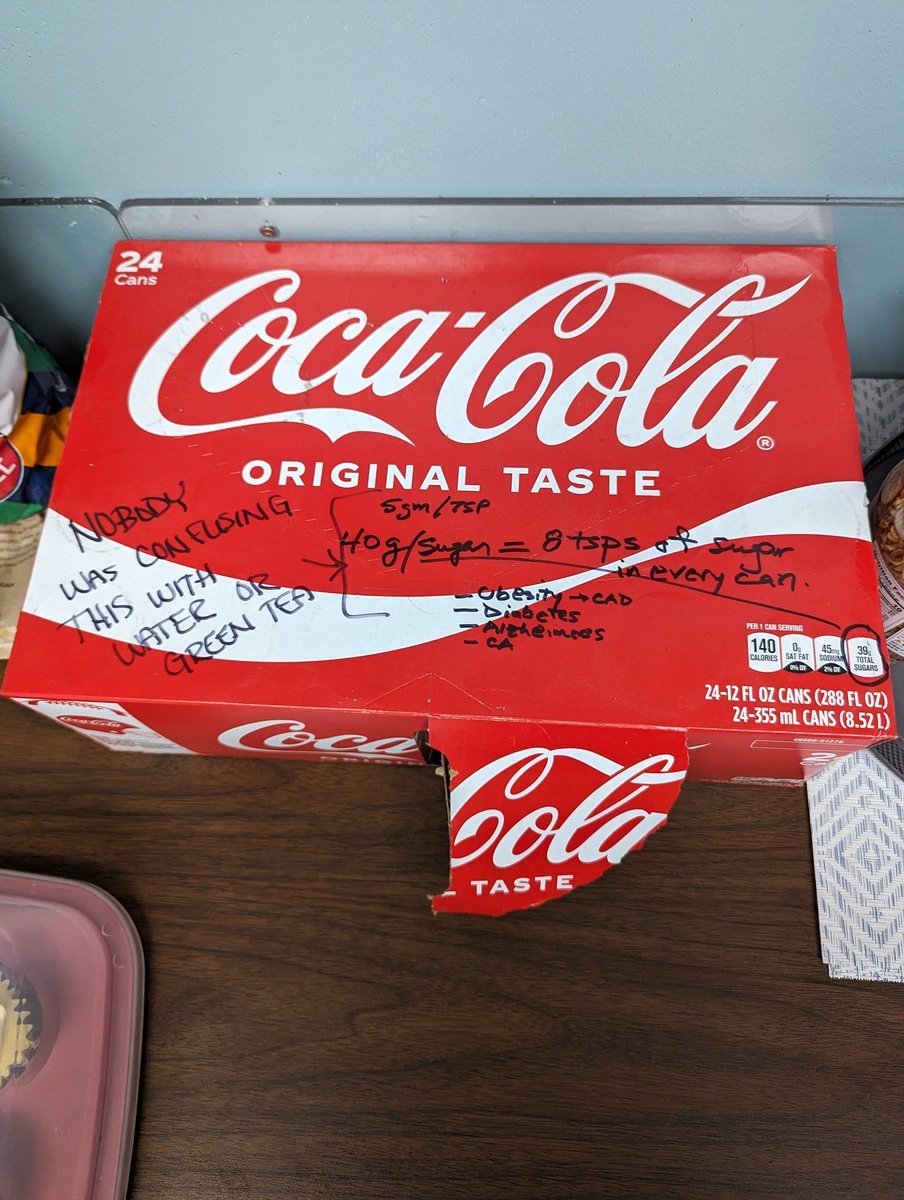 24
Cans
Coca-Cola
®
ORIGINAL TASTE
NOBODY
WAS CONFUSING
THIS WITH
WATER OR
GREEN TEA
5gm/TSP
40g/sugar = 8 tsps of sugar
in every can.
- Obesity → CAD
- Diabetes
- Alzheimers
- CA
PER 1 CAN SERVING
140
CALORIES
0g
SAT FAT
0% DV
45mg
SODIUM
2% DV
39g
TOTAL
SUGARS
24-12 FL OZ CANS (288 FL OZ)
24-355 mL CANS (8.52 L)
Coca-Cola
Coca
Cola
TASTE